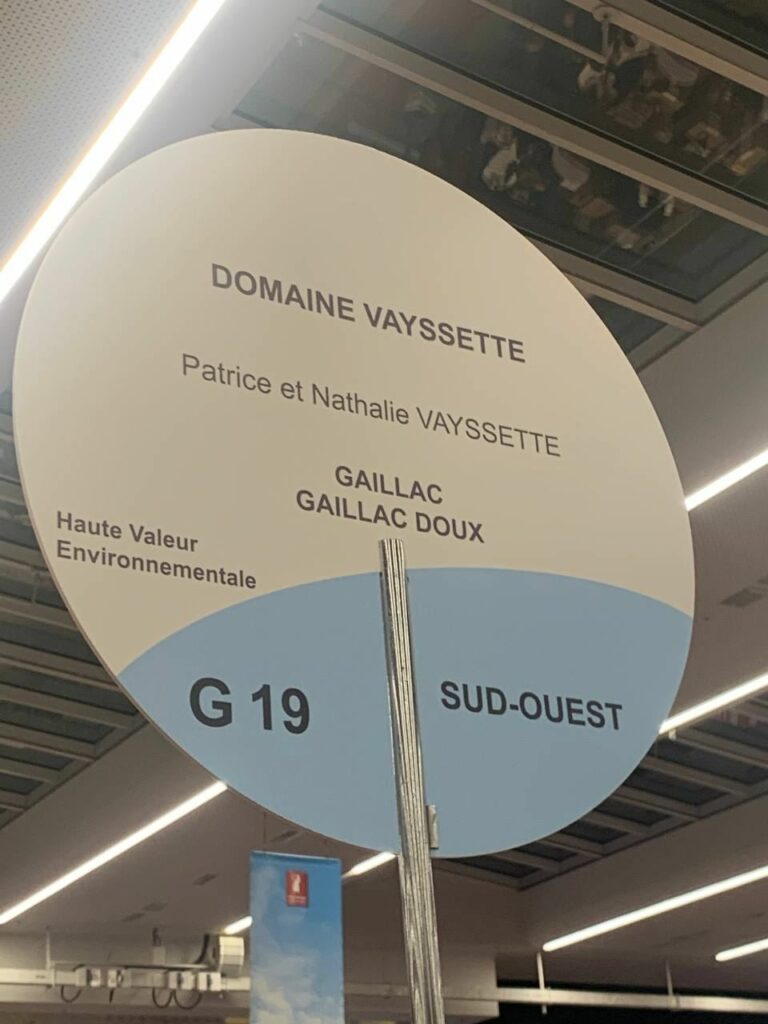 DOMAINE VAYSSETTE
Patrice et Nathalie VAYSSETTE
GAILLAC
GAILLAC DOUX
Haute Valeur
Environnementale
G 19
SUD-OUEST